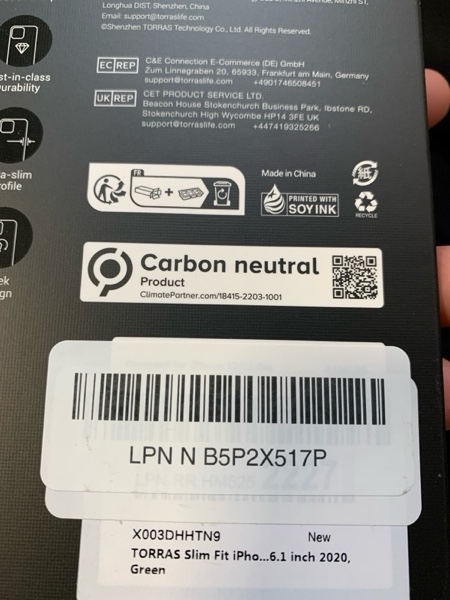 Longhua DIST, Shenzhen, China
Email: support@torraslife.com
©Shenzhen TORRAS Technology Co., Ltd. All Rights Reserved.
EC REP
C&E Connection E-Commerce (DE) GmbH
Zum Linnegraben 20, 65933, Frankfurt am Main, Germany
support@torraslife.com +4901746508451
UK REP
CET PRODUCT SERVICE LTD.
Beacon House Stokenchurch Business Park, Ibstone RD,
Stokenchurch High Wycombe HP14 3FE UK
support@torraslife.com +447419325266
st-in-class
urability
a-slim
rofile
ek
gn
FR
+
Made in China
PRINTED WITH
SOY INK
RECYCLE
Carbon neutral
Product
ClimatePartner.com/18415-2203-1001
LPN N B5P2X517P
2227
X003DHHTN9 New
TORRAS Slim Fit iPho...6.1 inch 2020,
Green